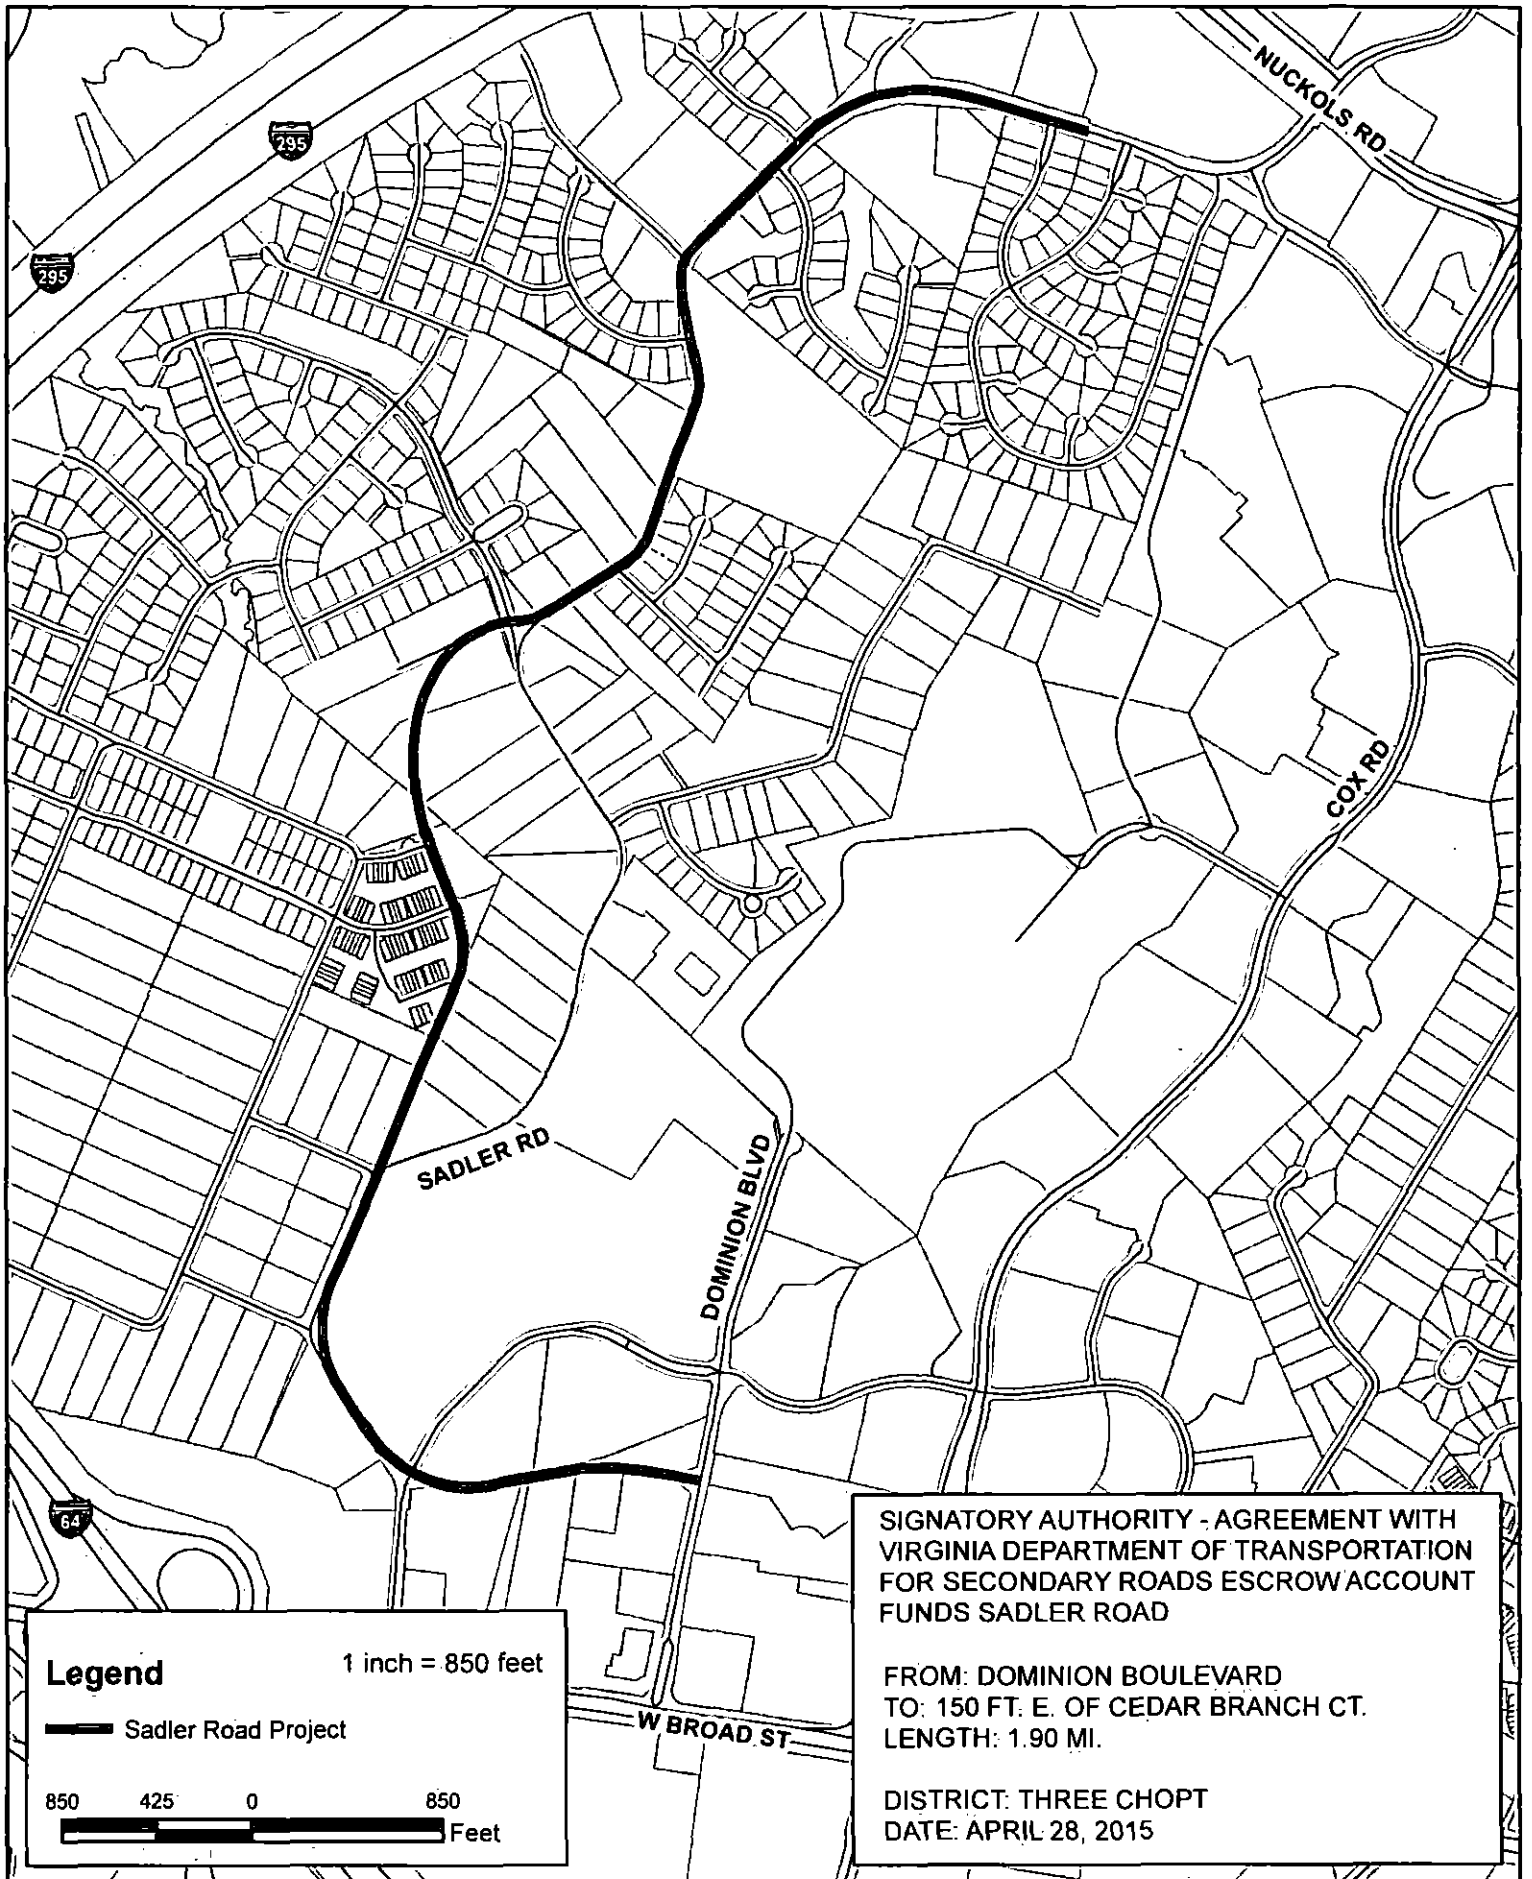 NUCKOLS RD
295
295
COX RD
SADLER RD
DOMINION BLVD
64
W BROAD ST
SIGNATORY AUTHORITY - AGREEMENT WITH
VIRGINIA DEPARTMENT OF TRANSPORTATION
FOR SECONDARY ROADS ESCROW ACCOUNT
FUNDS SADLER ROAD
FROM: DOMINION BOULEVARD
TO: 150 FT. E. OF CEDAR BRANCH CT.
LENGTH: 1.90 MI.
DISTRICT: THREE CHOPT
DATE: APRIL 28, 2015
Legend
1 inch = 850 feet
Sadler Road Project
850 425 0 850
Feet